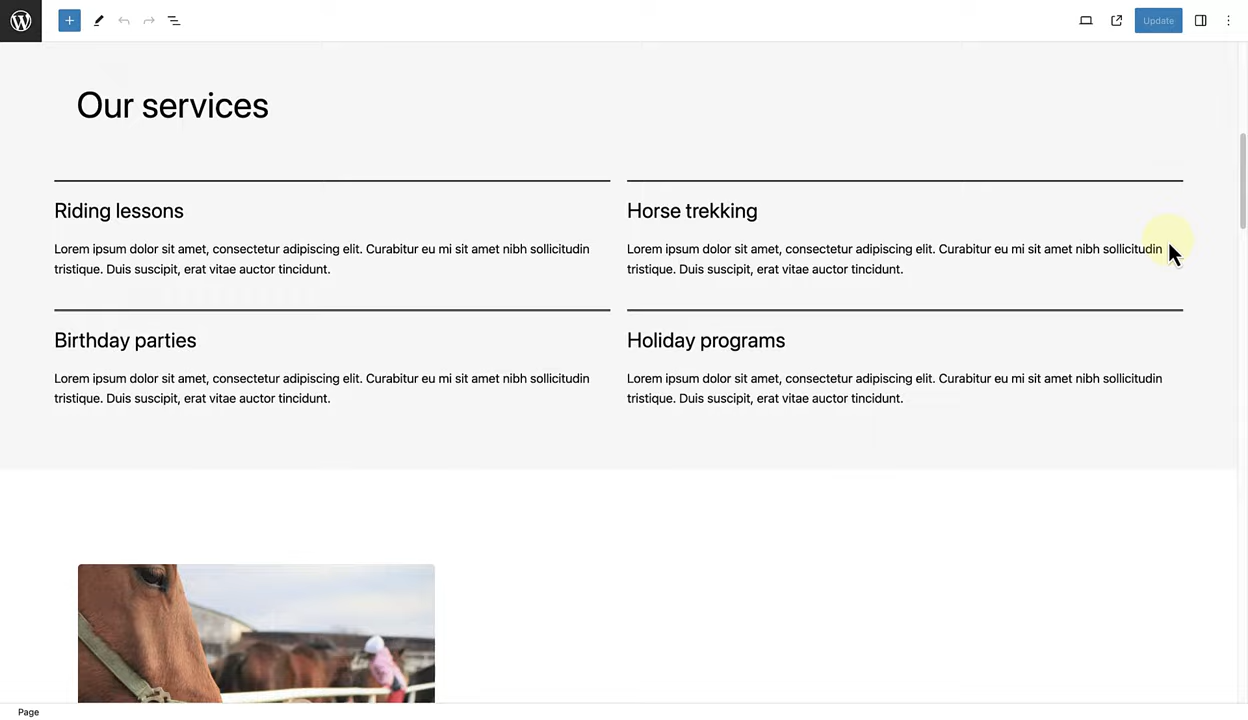 Update
Our services
Riding lessons
Lorem ipsum dolor sit amet, consectetur adipiscing elit. Curabitur eu mi sit amet nibh sollicitudin
tristique. Duis suscipit, erat vitae auctor tincidunt.
Horse trekking
Lorem ipsum dolor sit amet, consectetur adipiscing elit. Curabitur eu mi sit amet nibh sollicitudin
tristique. Duis suscipit, erat vitae auctor tincidunt.
Birthday parties
Lorem ipsum dolor sit amet, consectetur adipiscing elit. Curabitur eu mi sit amet nibh sollicitudin
tristique. Duis suscipit, erat vitae auctor tincidunt.
Holiday programs
Lorem ipsum dolor sit amet, consectetur adipiscing elit. Curabitur eu mi sit amet nibh sollicitudin
tristique. Duis suscipit, erat vitae auctor tincidunt.
Page